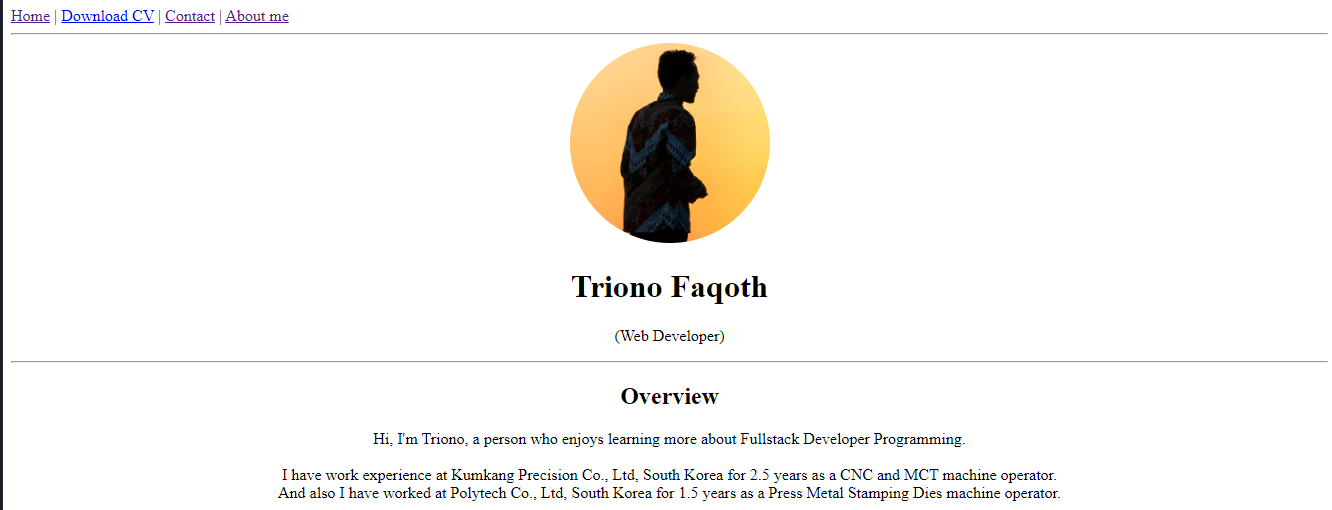 Home | Download CV | Contact | About me
Triono Faqoth
(Web Developer)
Overview
Hi, I'm Triono, a person who enjoys learning more about Fullstack Developer Programming.
I have work experience at Kumkang Precision Co., Ltd, South Korea for 2.5 years as a CNC and MCT machine operator.
And also I have worked at Polytech Co., Ltd, South Korea for 1.5 years as a Press Metal Stamping Dies machine operator.